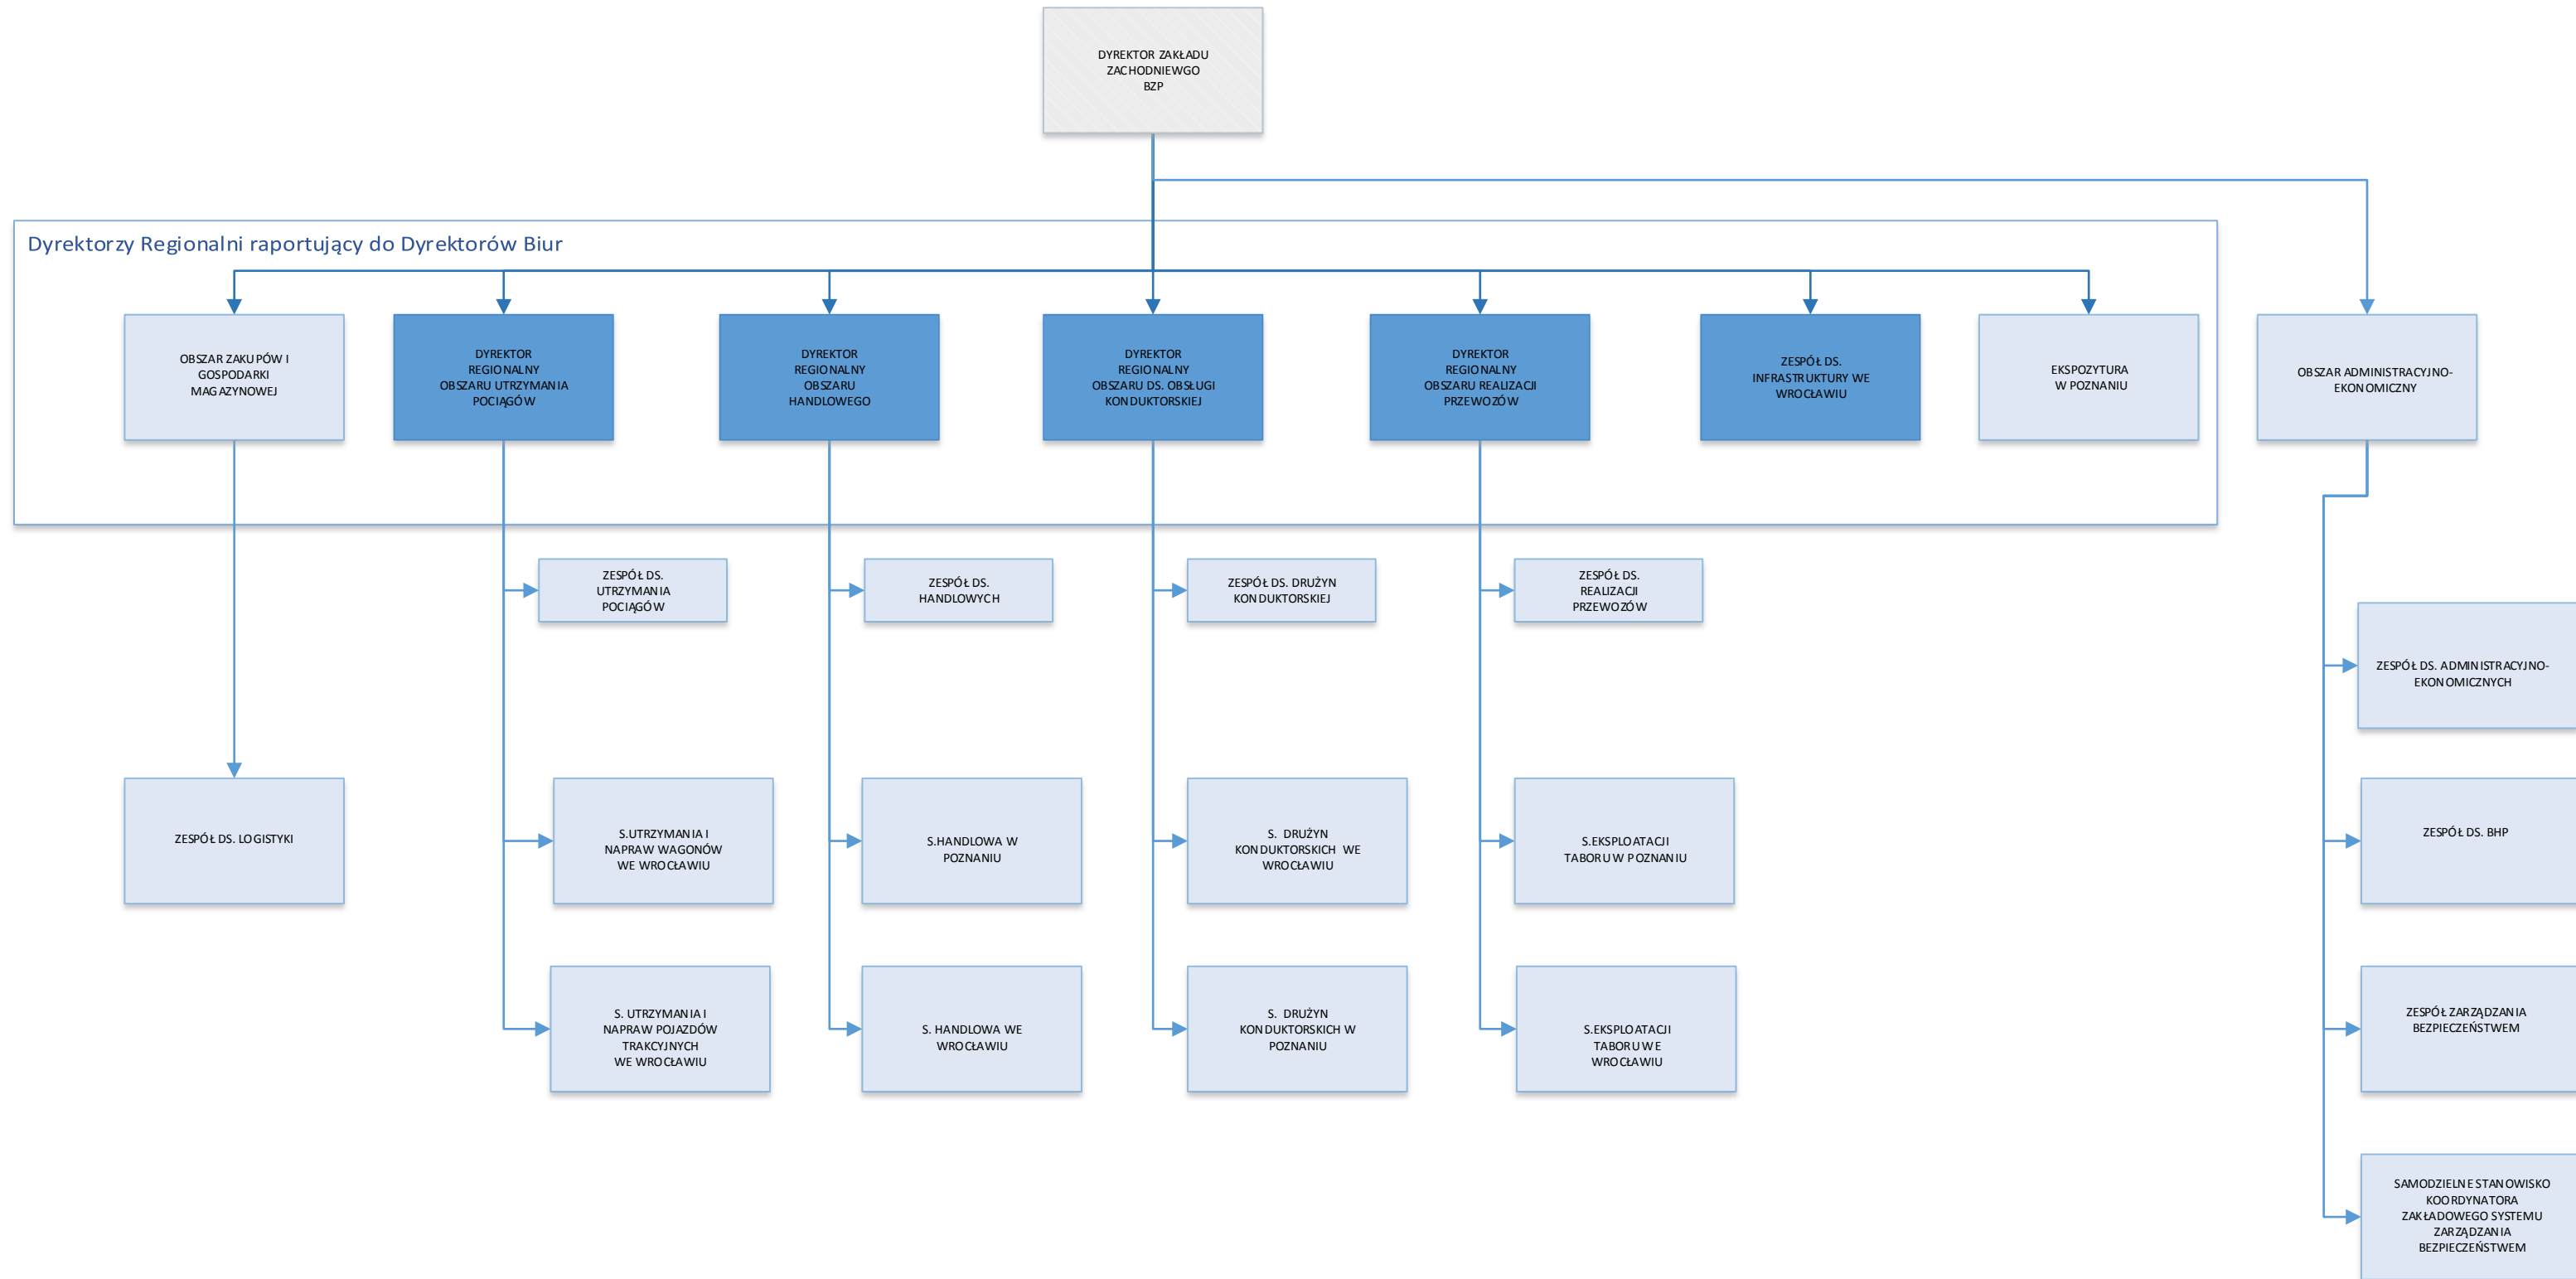 DYREKTOR ZAKŁADU
ZACHODNIEWGO
BZP
Dyrektorzy Regionalni raportujący do Dyrektorów Biur
OBSZAR ZAKUPÓW I
GOSPODARKI
MAGAZYNOWEJ
DYREKTOR
REGIONALNY
OBSZARU UTRZYMANIA
POCIĄGÓW
DYREKTOR
REGIONALNY
OBSZARU
HANDLOWEGO
DYREKTOR
REGIONALNY
OBSZARU DS. OBSŁUGI
KONDUKTORSKIEJ
DYREKTOR
REGIONALNY
OBSZARU REALIZACJI
PRZEWOZÓW
ZESPÓŁ DS.
INFRASTRUKTURY WE
WROCŁAWIU
EKSPOZYTURA
W POZNANIU
OBSZAR ADMINISTRACYJNO-
EKONOMICZNY
ZESPÓŁ DS.
UTRZYMANIA
POCIĄGÓW
ZESPÓŁ DS.
HANDLOWYCH
ZESPÓŁ DS. DRUŻYN
KONDUKTORSKIEJ
ZESPÓŁ DS.
REALIZACJI
PRZEWOZÓW
ZESPÓŁ DS. ADMINISTRACYJNO-
EKONOMICZNYCH
ZESPÓŁ DS. LOGISTYKI
S.UTRZYMANIA I
NAPRAW WAGONÓW
WE WROCŁAWIU
S.HANDLOWA W
POZNANIU
S. DRUŻYN
KONDUKTORSKICH WE
WROCŁAWIU
S.EKSPLOATACJI
TABORU W POZNANIU
ZESPÓŁ DS. BHP
S. UTRZYMANIA I
NAPRAW POJAZDÓW
TRAKCYJNYCH
WE WROCŁAWIU
S. HANDLOWA WE
WROCŁAWIU
S. DRUŻYN
KONDUKTORSKICH W
POZNANIU
S.EKSPLOATACJI
TABORU WE
WROCŁAWIU
ZESPÓŁ ZARZĄDZANIA
BEZPIECZEŃSTWEM
SAMODZIELNE STANOWISKO
KOORDYNATORA
ZAKŁADOWEGO SYSTEMU
ZARZĄDZANIA
BEZPIECZEŃSTWEM